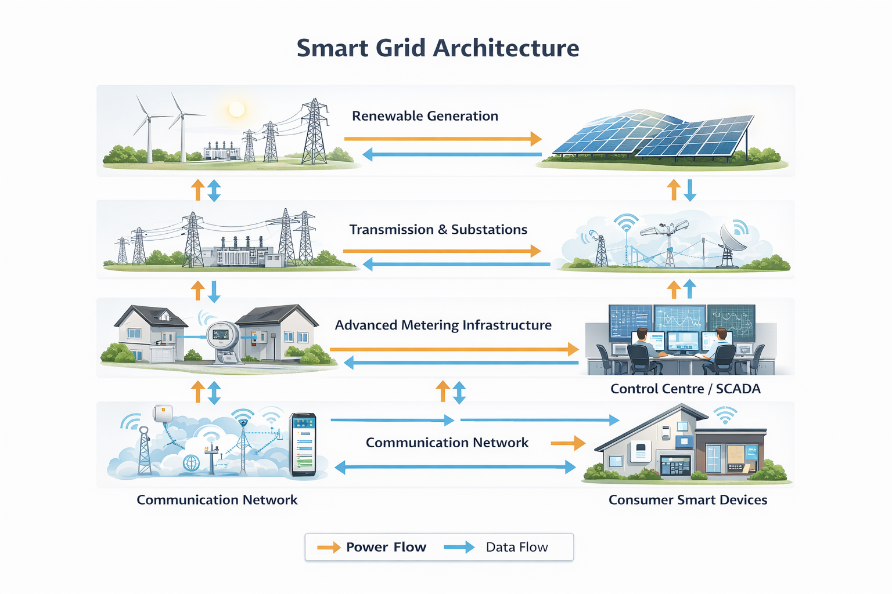 Smart Grid Architecture
Renewable Generation
Transmission & Substations
Advanced Metering Infrastructure
Control Centre / SCADA
Communication Network
Communication Network
Consumer Smart Devices
Power Flow
Data Flow